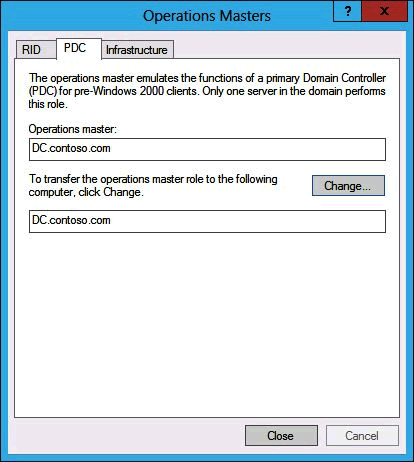 Operations Masters
?
x
RID
PDC
Infrastructure
The operations master emulates the functions of a primary Domain Controller
(PDC) for pre-Windows 2000 clients. Only one server in the domain performs
this role.
Operations master:
DC.contoso.com
To transfer the operations master role to the following
computer, click Change.
Change...
DC.contoso.com
Close
Cancel